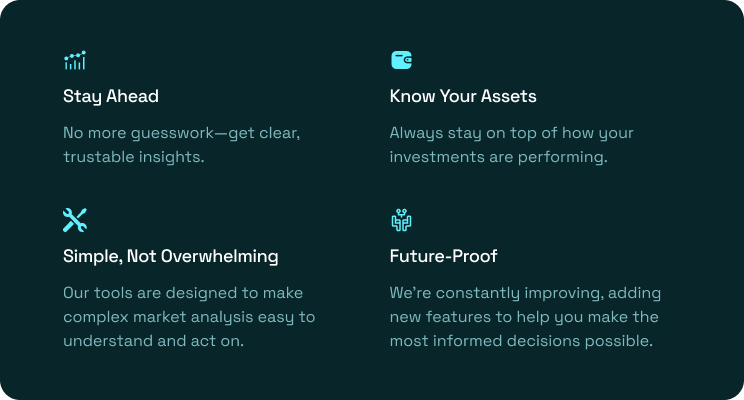 Stay Ahead
No more guesswork—get clear,
trustable insights.
Know Your Assets
Always stay on top of how your
investments are performing.
Simple, Not Overwhelming
Our tools are designed to make
complex market analysis easy to
understand and act on.
Future-Proof
We're constantly improving, adding
new features to help you make the
most informed decisions possible.